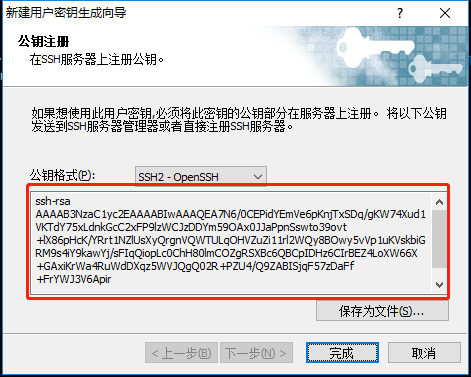 新建用户密钥生成向导
公钥注册
在SSH服务器上注册公钥。
如果想使用此用户密钥,必须将此密钥的公钥部分在服务器上注册。 将以下公钥
发送到SSH服务器管理器或者直接注册SSH服务器。
公钥格式(P): SSH2 - OpenSSH
ssh-rsa
AAAAB3NzaC1yc2EAAAABIwAAAQEA7N6/0CEPidYEmVe6pKnjTxSDq/gKW74Xud1
VKTdY75xLdnkGcC2xFP9lzWCJzDDYm59OAx0JJaPpnSswto39ovt
+lX86pHcK/YRrt1NZlUsXyQrgnVQWTULqOHVZuZi11rl2WQy8BOwy5vVp1uKVskbiG
RM9s4iY9kawYj/sFIqQiopLc0ChH80lmCOZgRSXBc6QBCpIDHz6CIrBEZ4LoXW66X
+GAxiKrWa4RuWdDXqz5WVJQgQ02R+PZU4/Q9ZABISjqF57zDaFf
+FrYWJ3V6Apir
保存为文件(S)...
< 上一步(B) 下一步(N) > 完成 取消